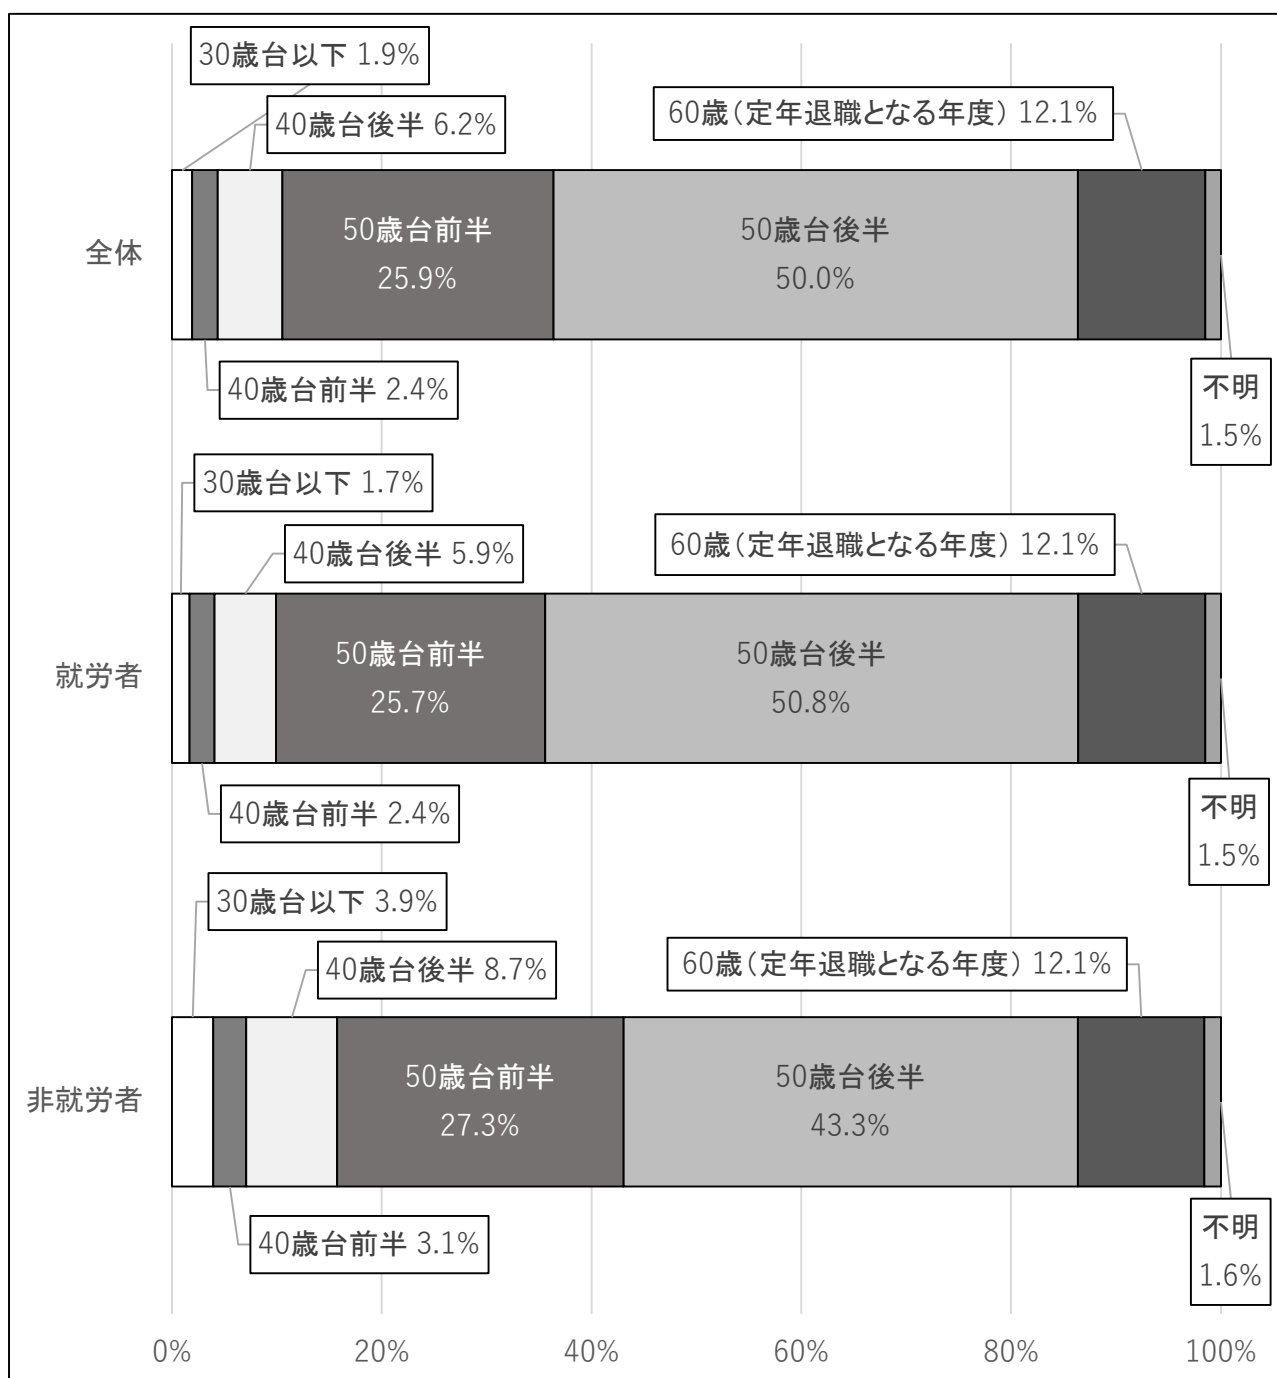 30歳台以下 1.9%
40歳台後半 6.2%
60歳（定年退職となる年度） 12.1%
全体
50歳台前半
25.9%
50歳台後半
50.0%
40歳台前半 2.4%
不明
1.5%
30歳台以下 1.7%
40歳台後半 5.9%
60歳（定年退職となる年度） 12.1%
就労者
50歳台前半
25.7%
50歳台後半
50.8%
40歳台前半 2.4%
不明
1.5%
30歳台以下 3.9%
40歳台後半 8.7%
60歳（定年退職となる年度） 12.1%
非就労者
50歳台前半
27.3%
50歳台後半
43.3%
40歳台前半 3.1%
不明
1.6%
0% 20% 40% 60% 80% 100%